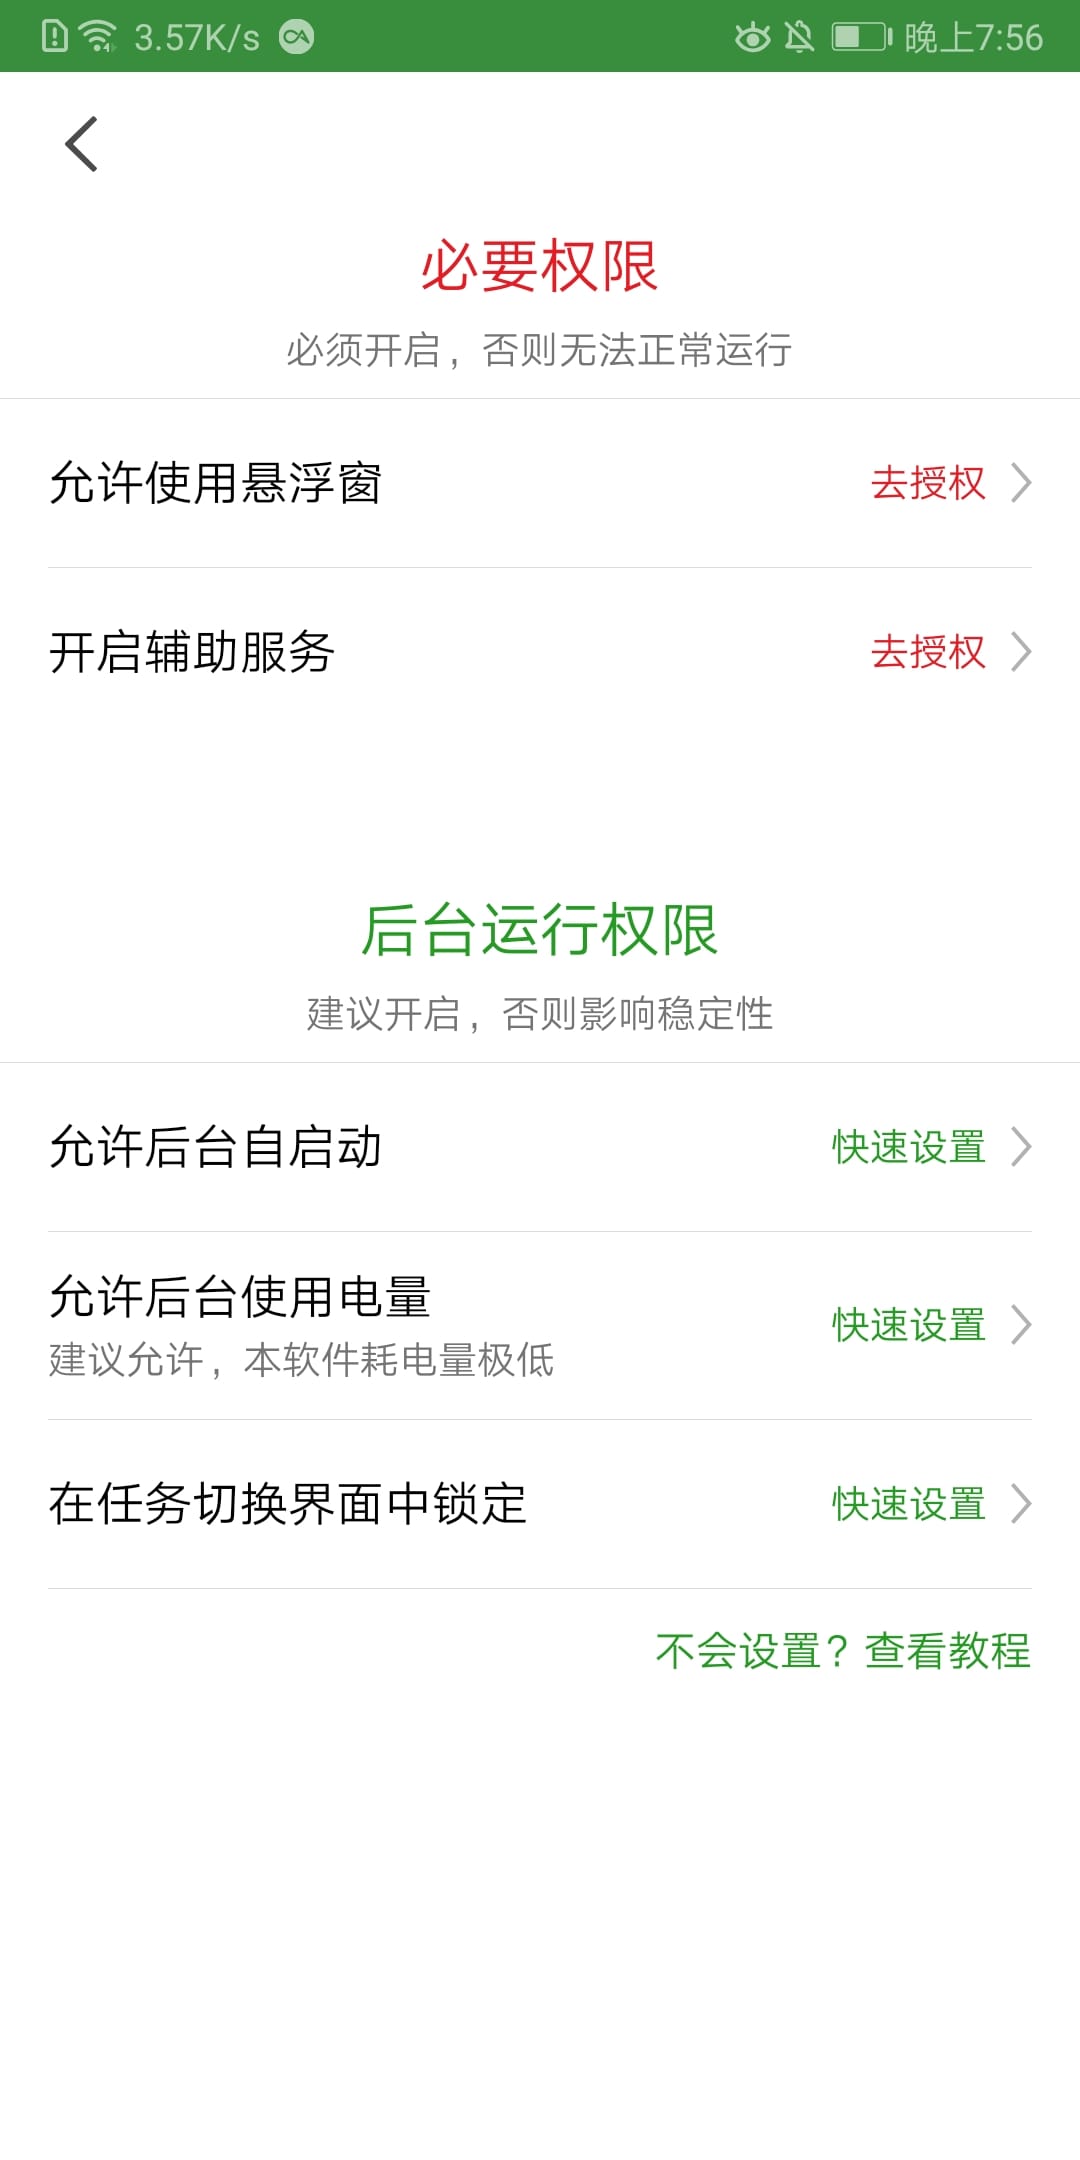 3.57K/s 晚上7:56
必要权限
必须开启，否则无法正常运行
允许使用悬浮窗 去授权
开启辅助服务 去授权
后台运行权限
建议开启，否则影响稳定性
允许后台自启动 快速设置
允许后台使用电量 快速设置
建议允许，本软件耗电量极低
在任务切换界面中锁定 快速设置
不会设置？查看教程